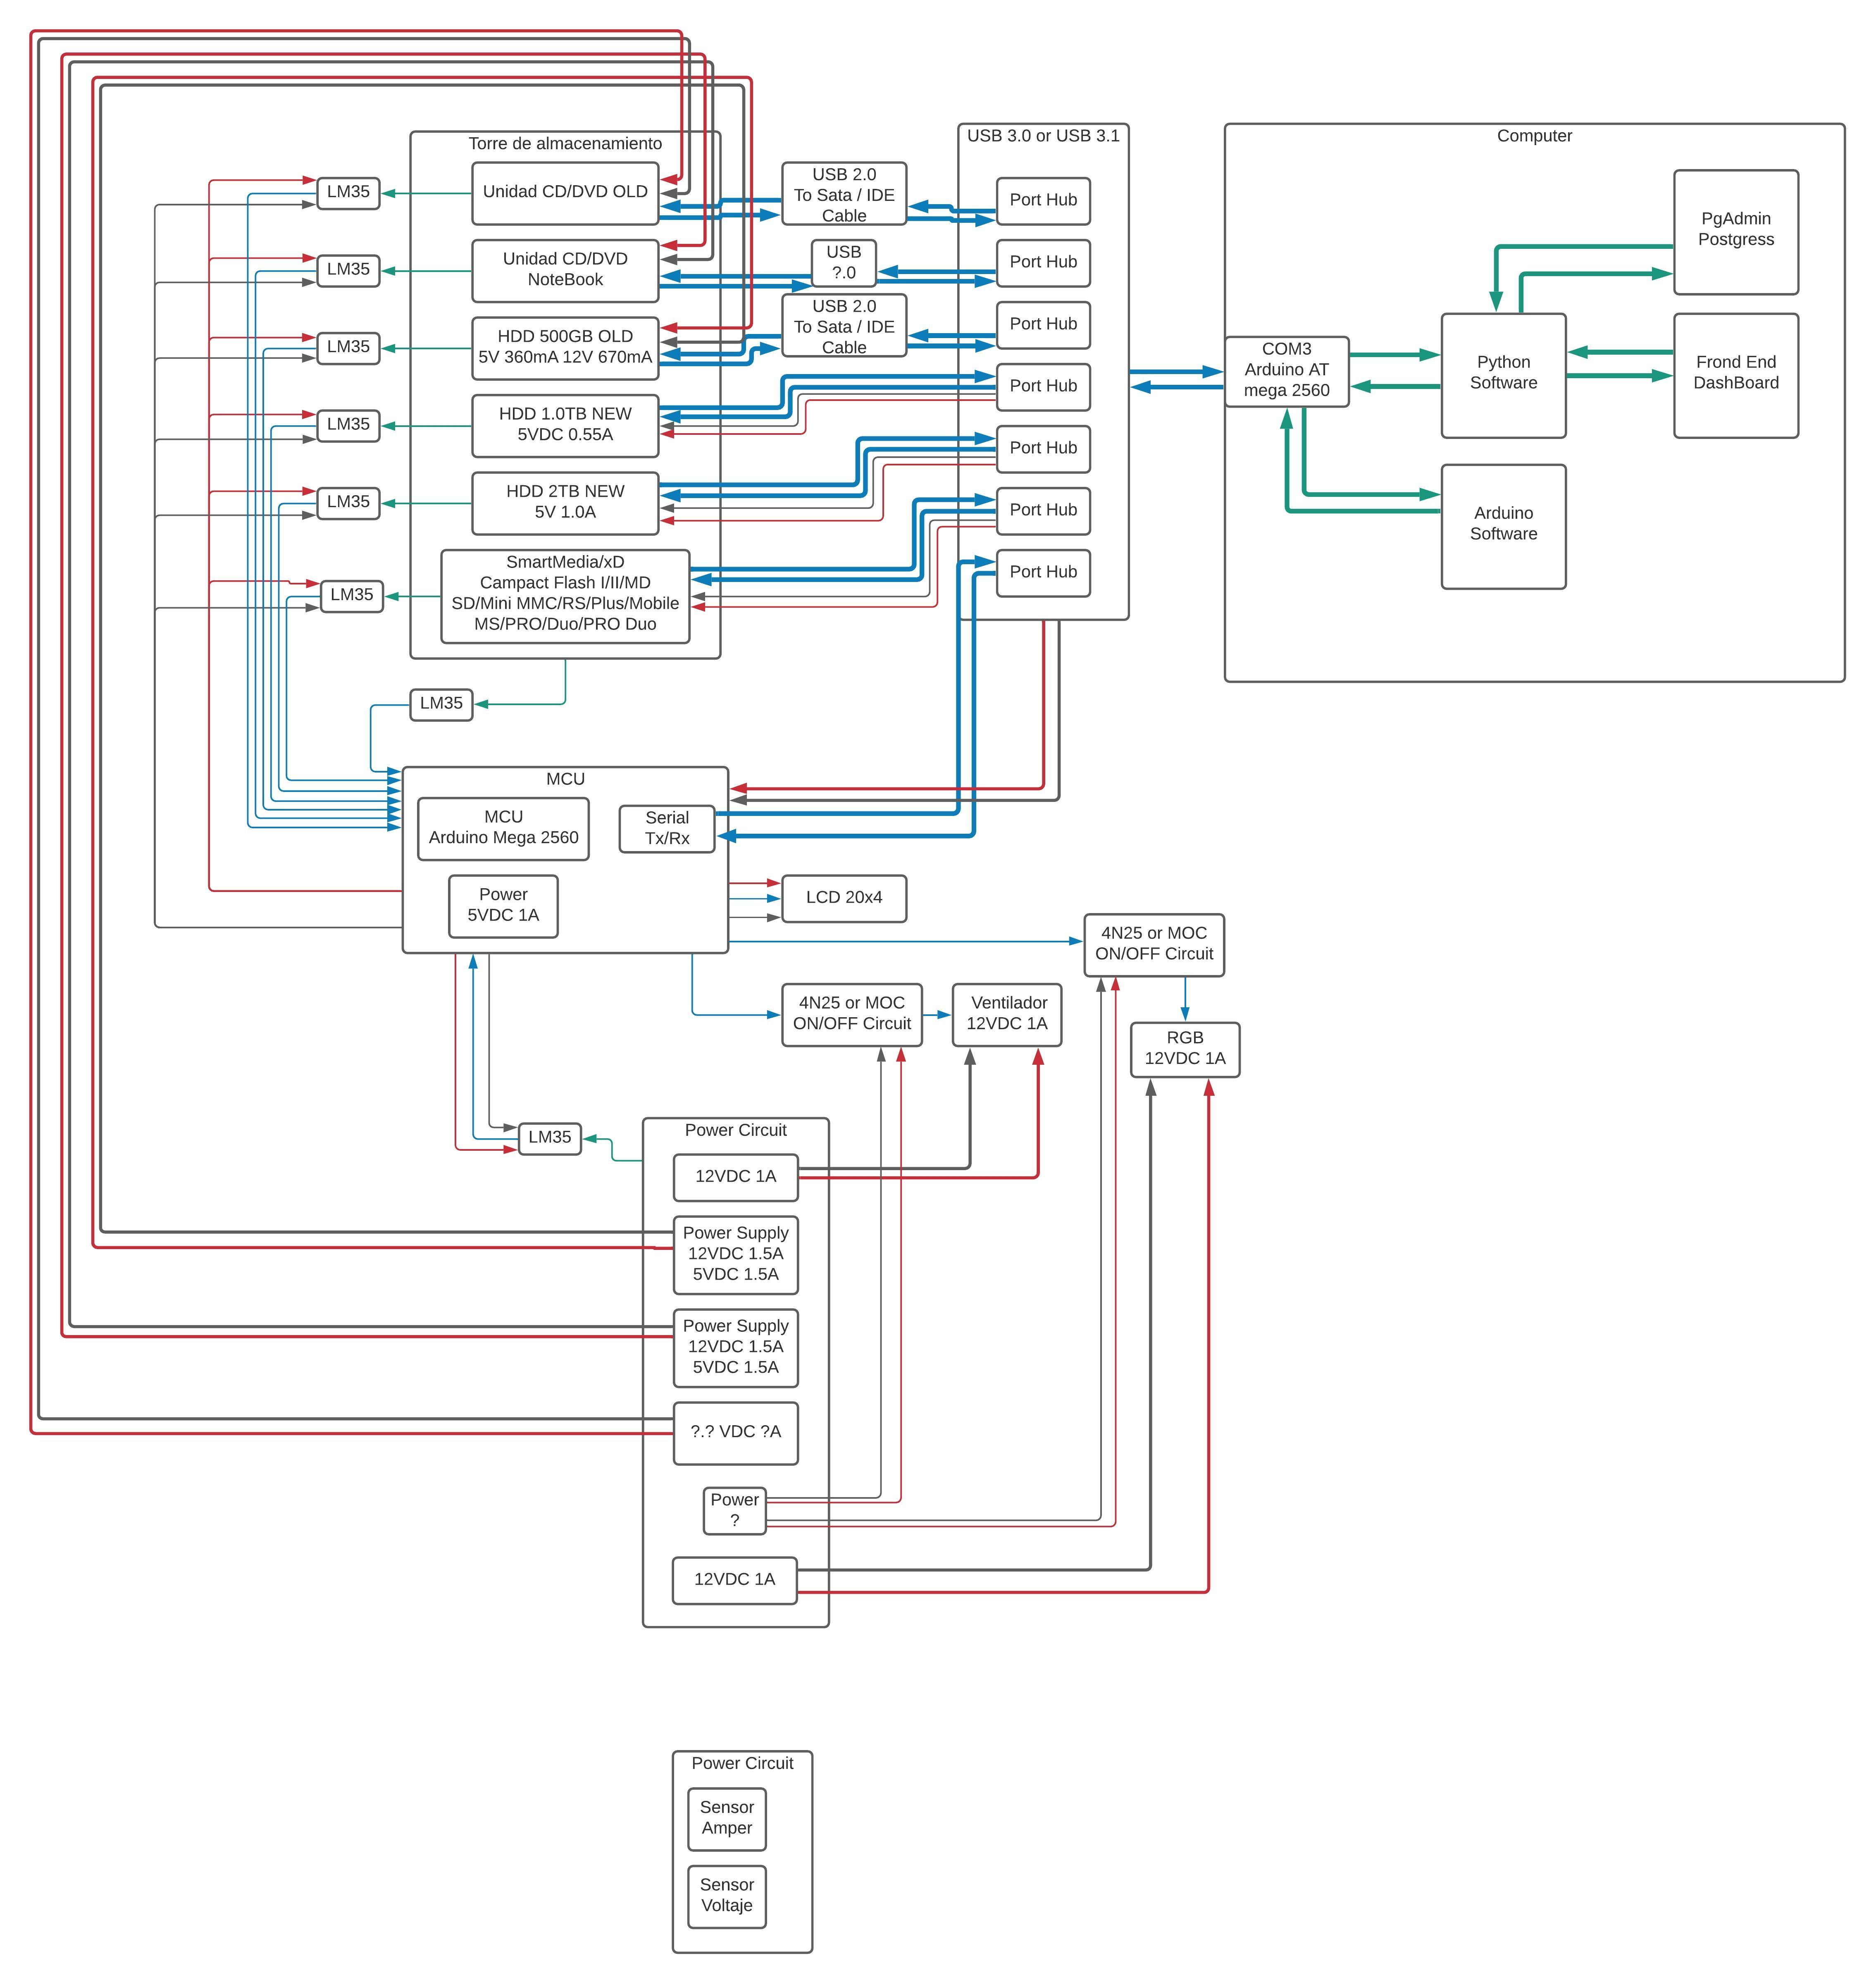 Torre de almacenamiento
LM35
Unidad CD/DVD OLD
LM35
Unidad CD/DVD
NoteBook
LM35
HDD 500GB OLD
5V 360mA 12V 670mA
LM35
HDD 1.0TB NEW
5VDC 0.55A
LM35
HDD 2TB NEW
5V 1.0A
LM35
SmartMedia/xD
Campact Flash I/II/MD
SD/Mini MMC/RS/Plus/Mobile
MS/PRO/Duo/PRO Duo
LM35
USB 2.0
To Sata / IDE
Cable
USB
?.0
USB 2.0
To Sata / IDE
Cable
USB 3.0 or USB 3.1
Port Hub
Port Hub
Port Hub
Port Hub
Port Hub
Port Hub
Port Hub
Computer
COM3
Arduino AT
mega 2560
Python
Software
PgAdmin
Postgress
Frond End
DashBoard
Arduino
Software
MCU
MCU
Arduino Mega 2560
Serial
Tx/Rx
Power
5VDC 1A
LCD 20x4
4N25 or MOC
ON/OFF Circuit
Ventilador
12VDC 1A
4N25 or MOC
ON/OFF Circuit
RGB
12VDC 1A
LM35
Power Circuit
12VDC 1A
Power Supply
12VDC 1.5A
5VDC 1.5A
Power Supply
12VDC 1.5A
5VDC 1.5A
?.? VDC ?A
Power
?
12VDC 1A
Power Circuit
Sensor
Amper
Sensor
Voltaje